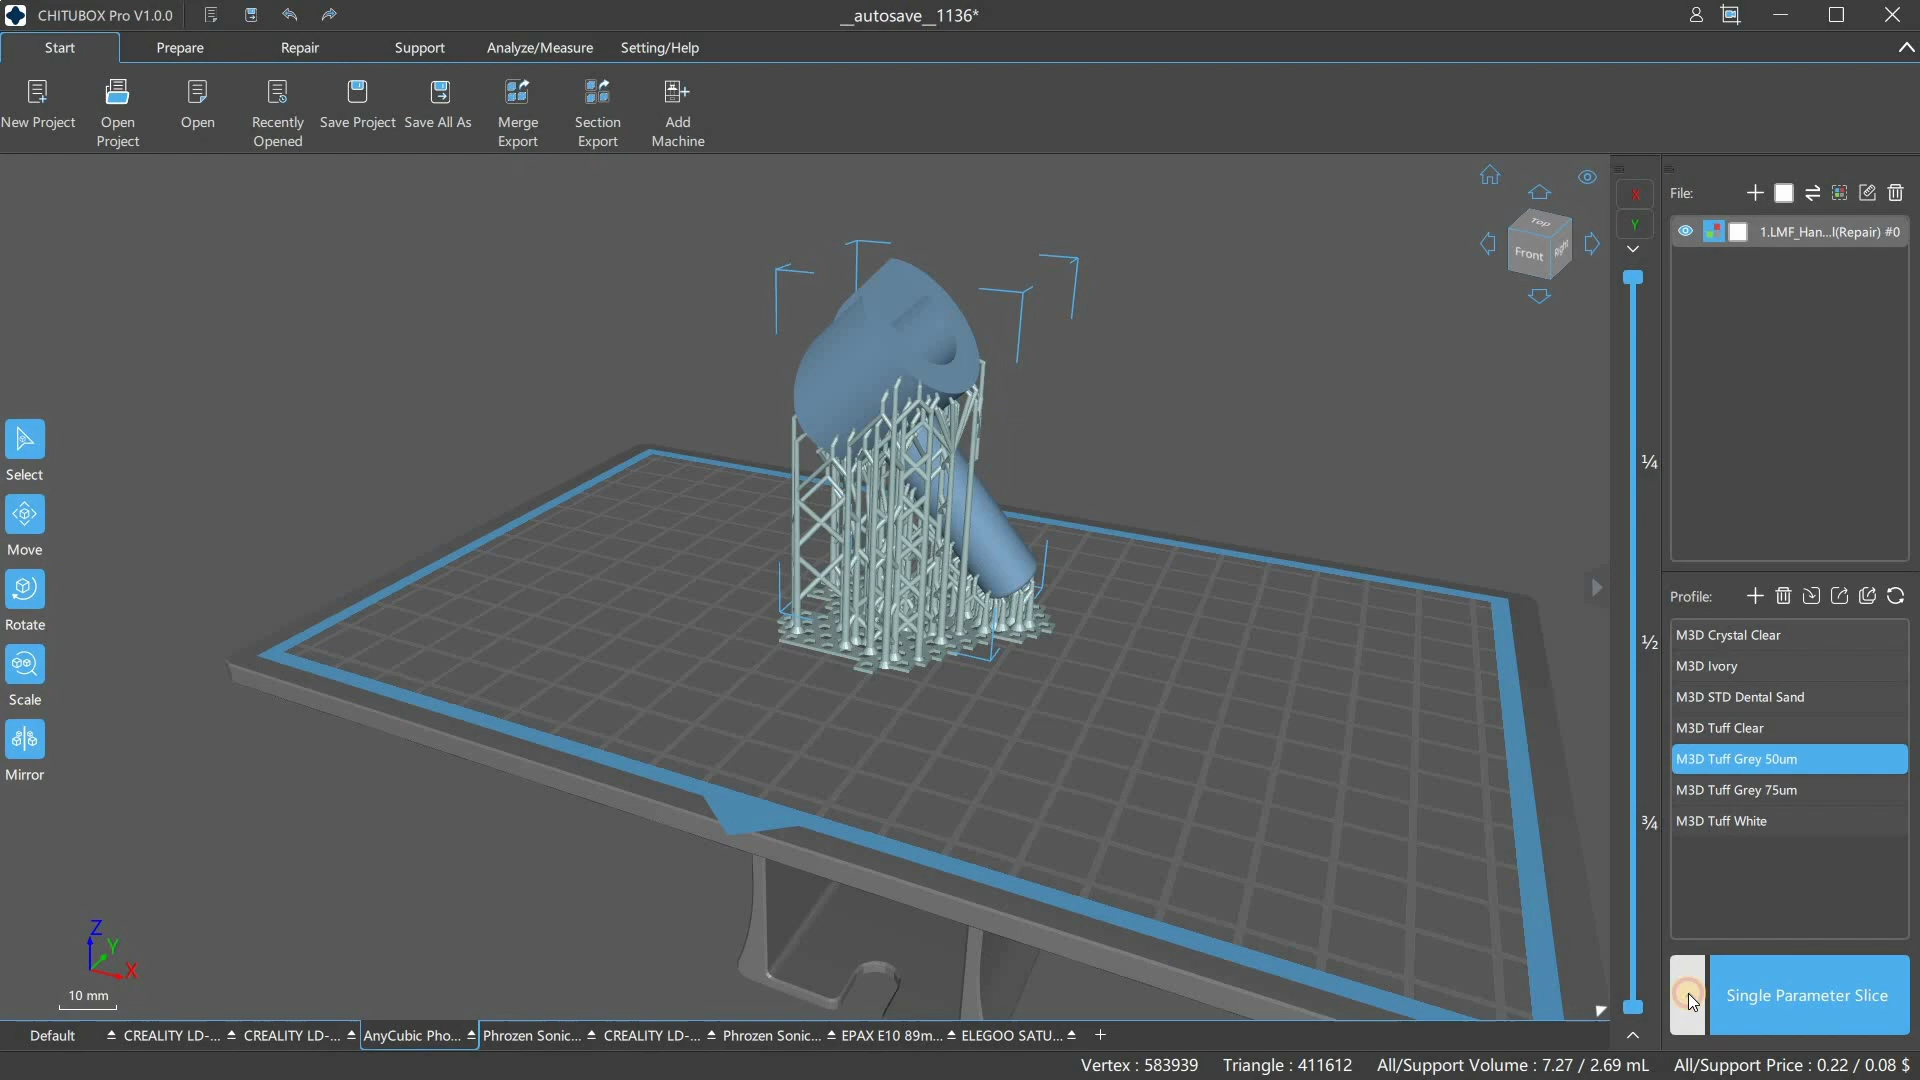 CHITUBOX Pro V1.0.0
__autosave__1136*
Start
Prepare
Repair
Support
Analyze/Measure
Setting/Help
New Project
Open
Project
Open
Recently
Opened
Save Project
Save All As
Merge
Export
Section
Export
Add
Machine
Top
Front
Right
X
Y
File:
1.LMF_Han...l(Repair) #0
1/4
1/2
3/4
Select
Move
Rotate
Scale
Mirror
Profile:
M3D Crystal Clear
M3D Ivory
M3D STD Dental Sand
M3D Tuff Clear
M3D Tuff Grey 50um
M3D Tuff Grey 75um
M3D Tuff White
Z
Y
X
10 mm
Single Parameter Slice
Default
CREALITY LD-...
CREALITY LD-...
AnyCubic Pho...
Phrozen Sonic...
CREALITY LD-...
Phrozen Sonic...
EPAX E10 89m...
ELEGOO SATU...
Vertex : 583939
Triangle : 411612
All/Support Volume : 7.27 / 2.69 mL
All/Support Price : 0.22 / 0.08 $